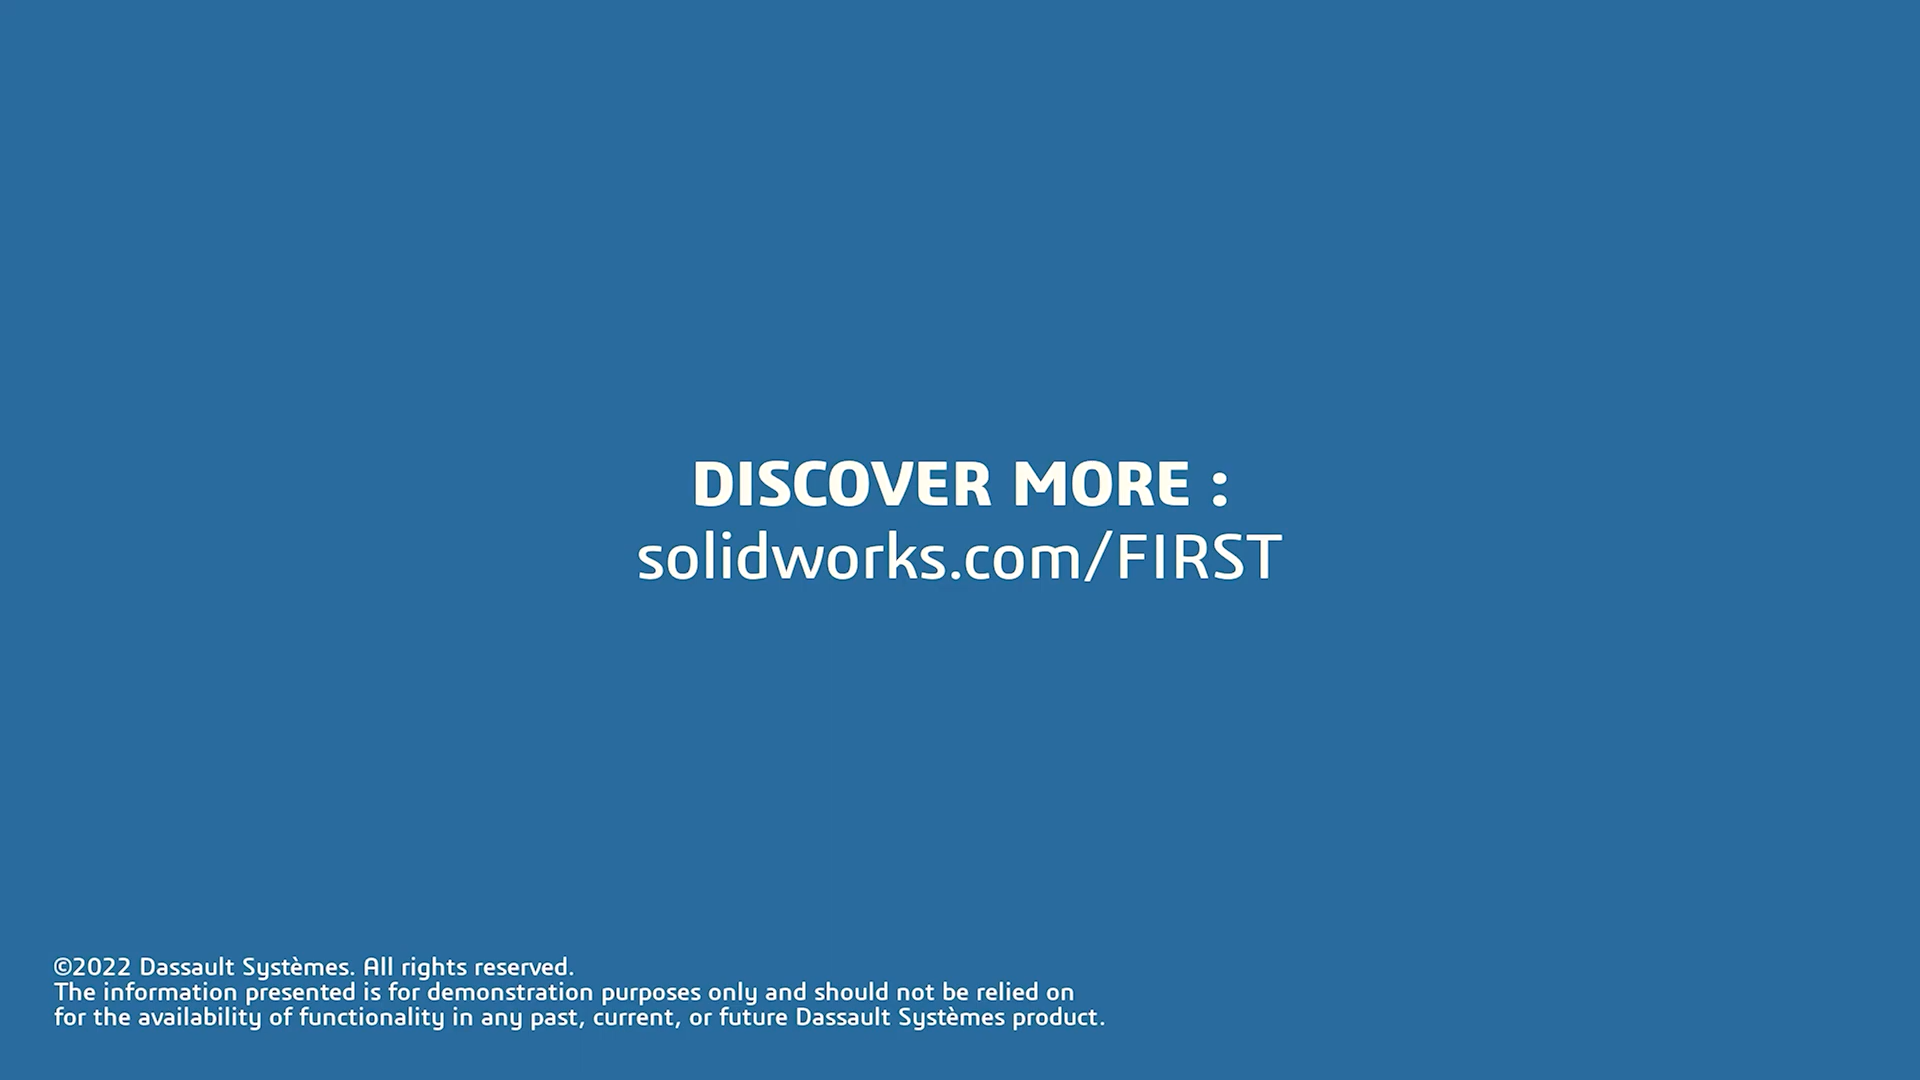 DISCOVER MORE :
solidworks.com/FIRST
©2022 Dassault Systèmes. All rights reserved.
The information presented is for demonstration purposes only and should not be relied on
for the availability of functionality in any past, current, or future Dassault Systèmes product.